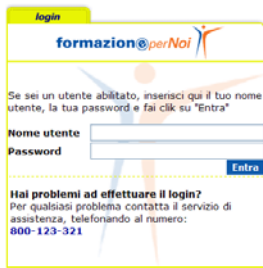 login
formazion@perNoi
Se sei un utente abilitato, inserisci qui il tuo nome
utente, la tua password e fai clik su "Entra"
Nome utente
Password
Entra
Hai problemi ad effettuare il login?
Per qualsiasi problema contatta il servizio di
assistenza, telefonando al numero:
800-123-321